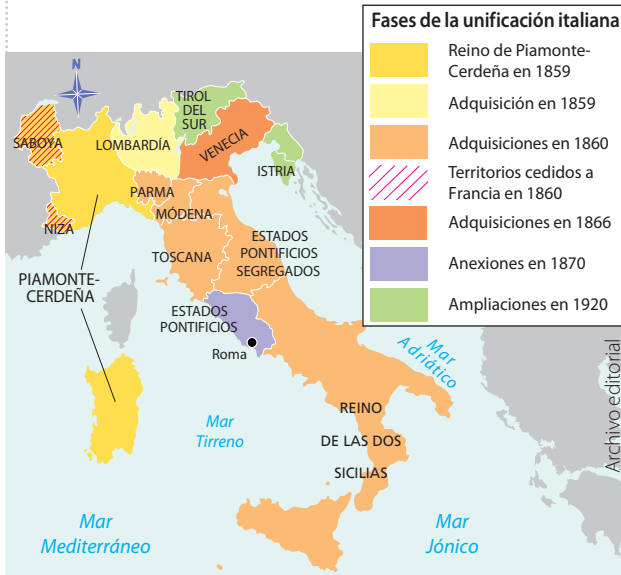 Fases de la unificación italiana
Reino de Piamonte-
Cerdeña en 1859
Adquisición en 1859
Adquisiciones en 1860
Territorios cedidos a
Francia en 1860
Adquisiciones en 1866
Anexiones en 1870
Ampliaciones en 1920
N
TIROL
DEL
SUR
SABOYA
LOMBARDÍA
VENECIA
ISTRIA
PARMA
NIZA
MÓDENA
TOSCANA
ESTADOS
PONTIFICIOS
SEGREGADOS
PIAMONTE-
CERDEÑA
ESTADOS
PONTIFICIOS
Roma
Mar
Adriático
Mar
Tirreno
REINO
DE LAS DOS
SICILIAS
Mar
Mediterráneo
Mar
Jónico
Archivo editorial